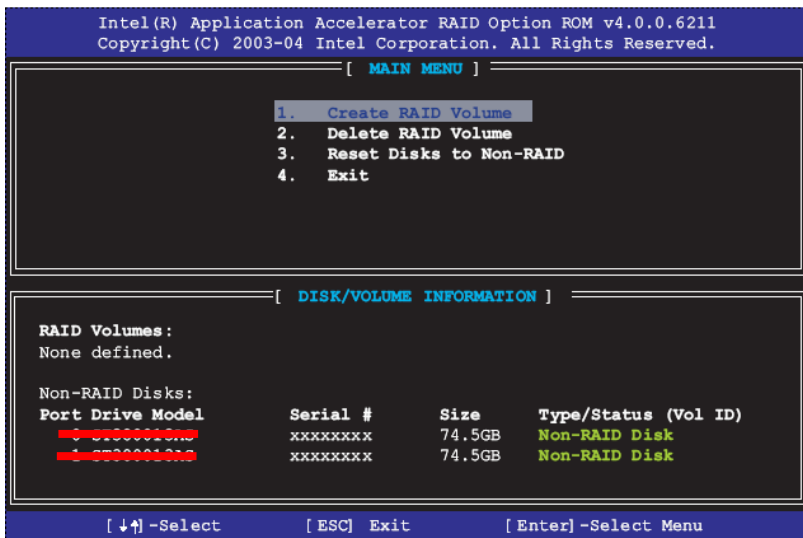 Intel(R) Application Accelerator RAID Option ROM v4.0.0.6211
Copyright(C) 2003-04 Intel Corporation. All Rights Reserved.
[ MAIN MENU ]
1. Create RAID Volume
2. Delete RAID Volume
3. Reset Disks to Non-RAID
4. Exit
[ DISK/VOLUME INFORMATION ]
RAID Volumes:
None defined.
Non-RAID Disks:
Port Drive Model Serial # Size Type/Status (Vol ID)
xxxxxxxx 74.5GB Non-RAID Disk
xxxxxxxx 74.5GB Non-RAID Disk
[↓↑]-Select [ESC] Exit [Enter]-Select Menu